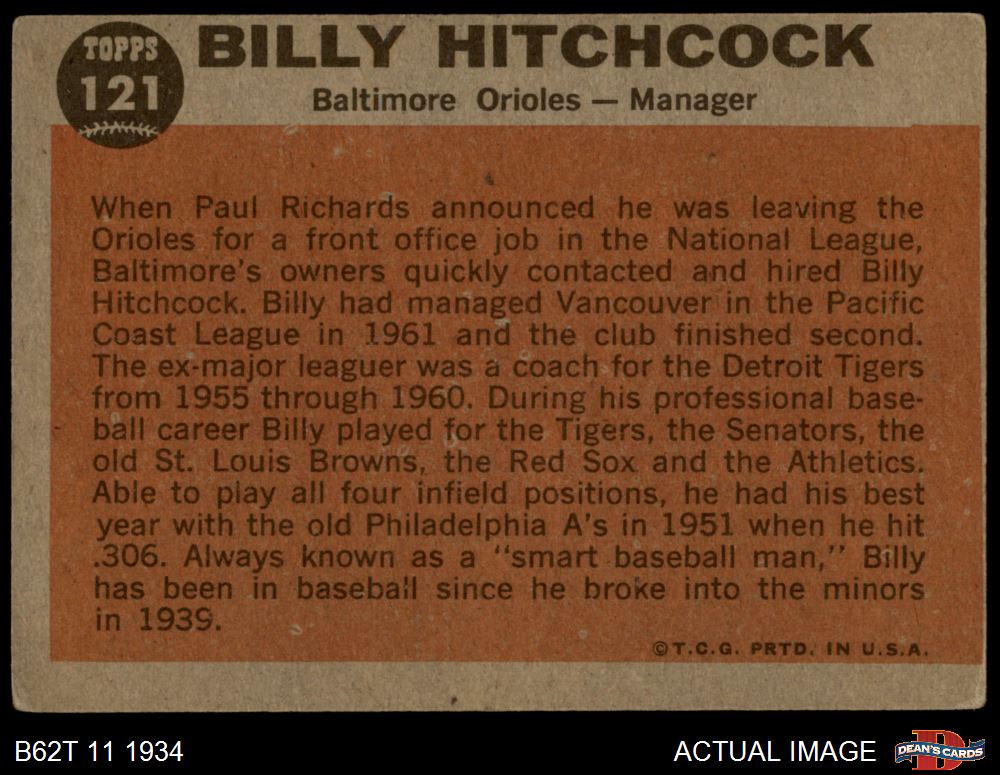 TOPPS
121
BILLY HITCHCOCK
Baltimore Orioles — Manager
When Paul Richards announced he was leaving the
Orioles for a front office job in the National League,
Baltimore's owners quickly contacted and hired Billy
Hitchcock. Billy had managed Vancouver in the Pacific
Coast League in 1961 and the club finished second.
The ex-major leaguer was a coach for the Detroit Tigers
from 1955 through 1960. During his professional base-
ball career Billy played for the Tigers, the Senators, the
old St. Louis Browns, the Red Sox and the Athletics.
Able to play all four infield positions, he had his best
year with the old Philadelphia A's in 1951 when he hit
.306. Always known as a "smart baseball man," Billy
has been in baseball since he broke into the minors
in 1939.
©T.C.G. PRTD. IN U.S.A.
B62T 11 1934
ACTUAL IMAGE
D
DEAN'S CARDS